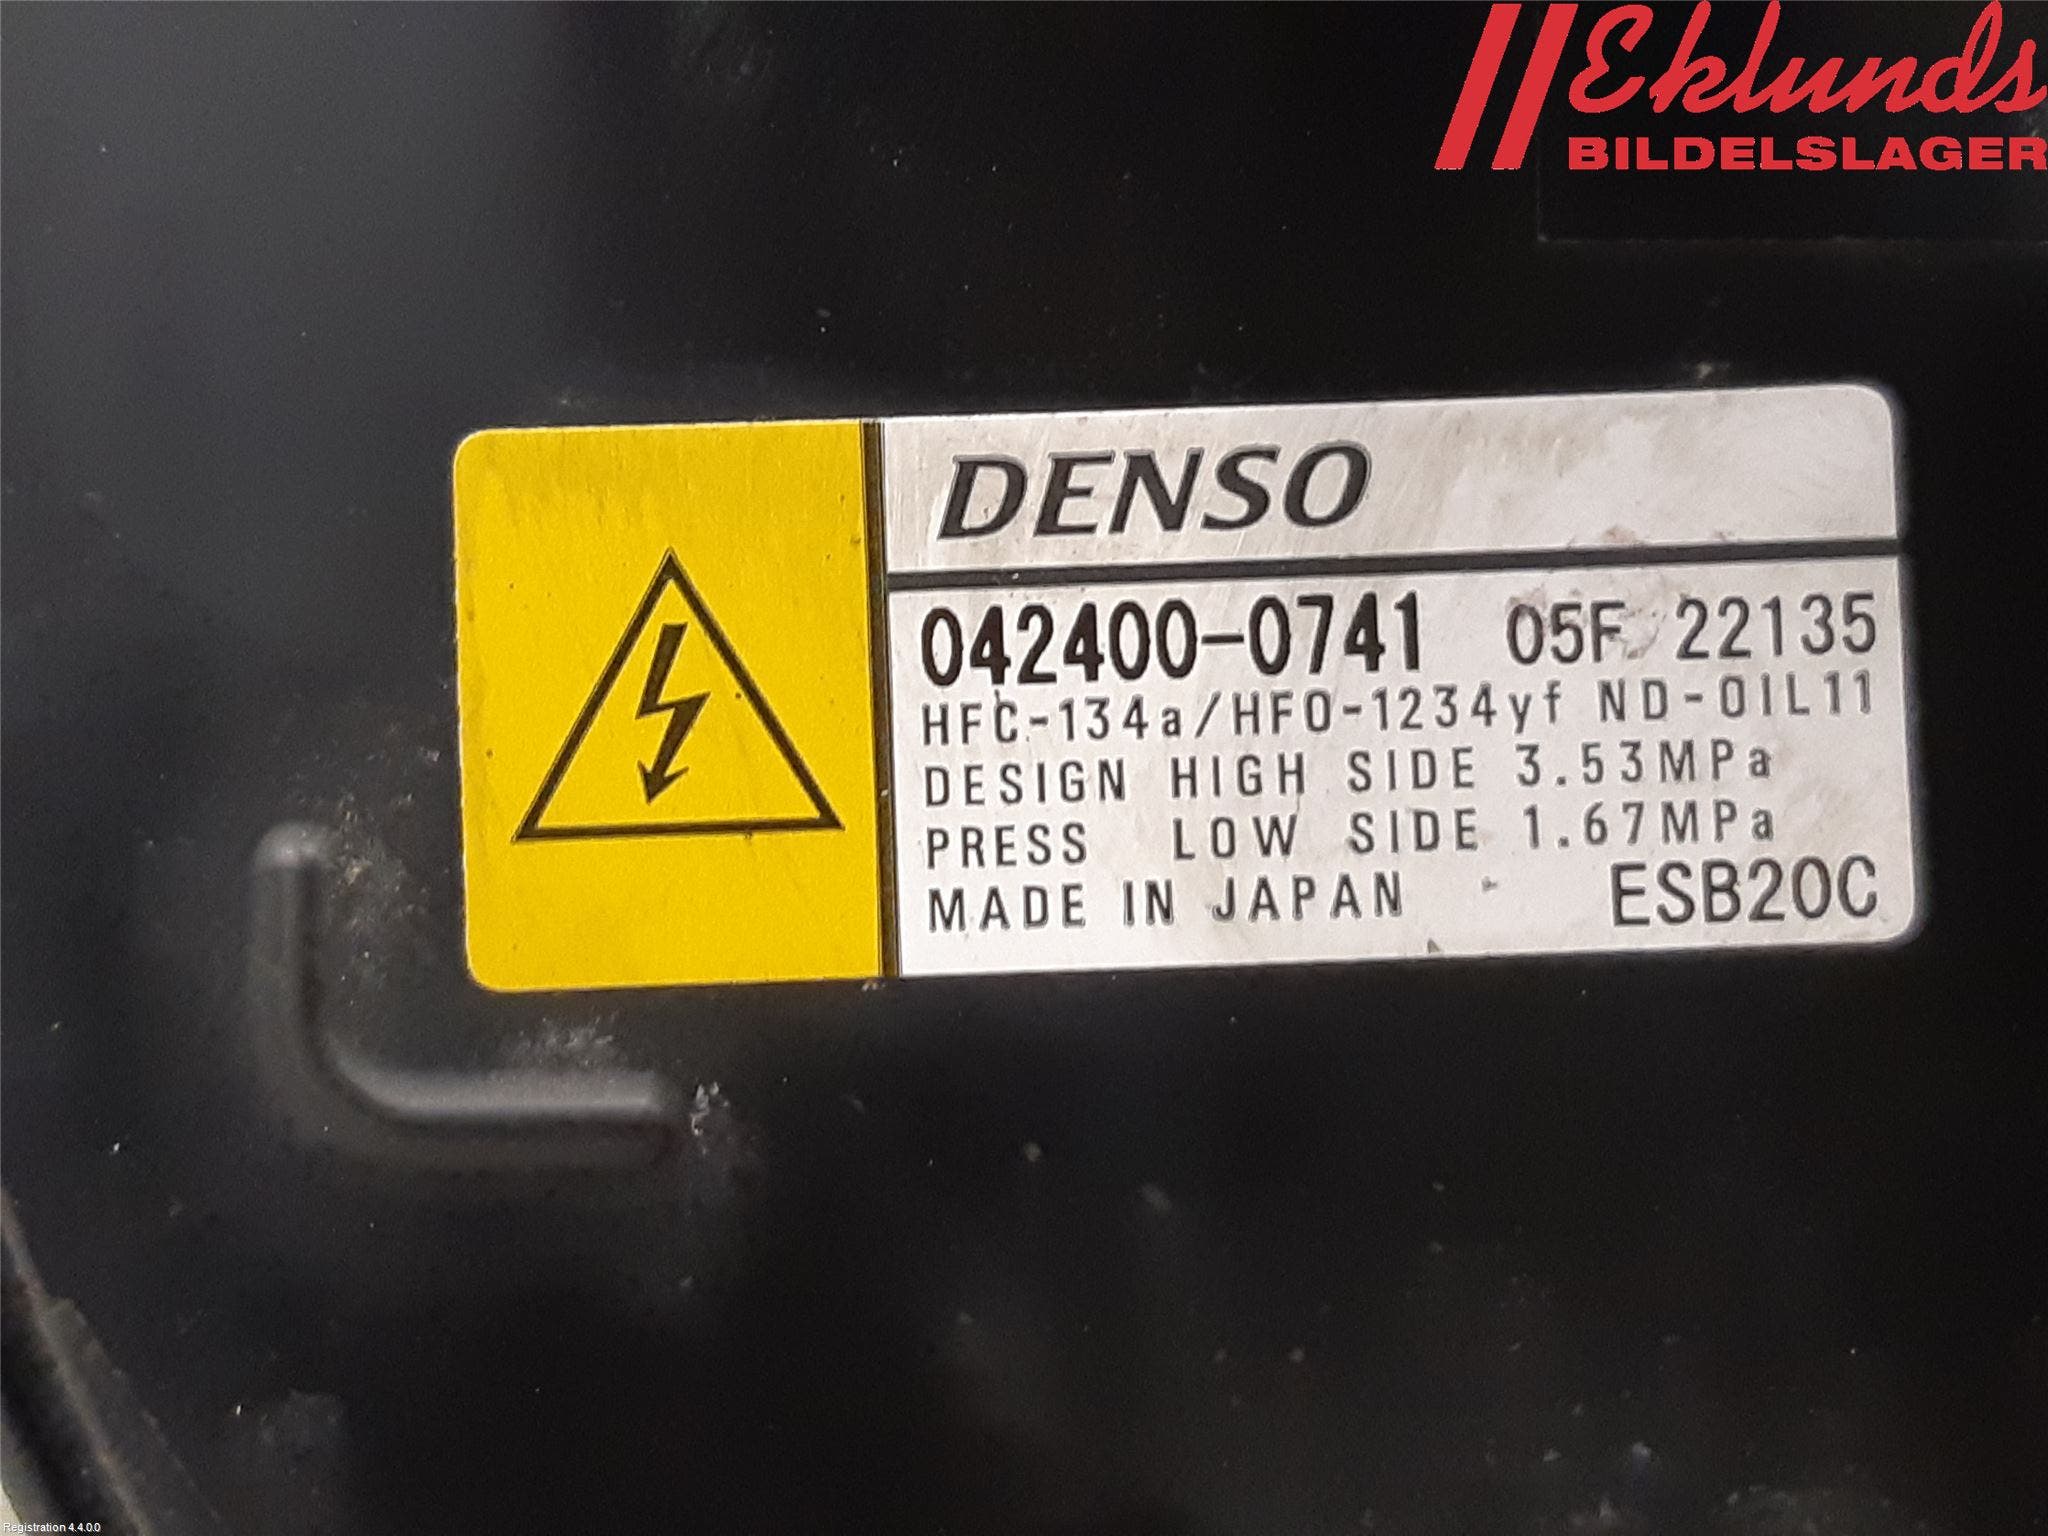 Eklunds
BILDELSLAGER
DENSO
042400-0741 05F 22135
HFC-134a/HFO-1234yf ND-OIL11
DESIGN HIGH SIDE 3.53MPa
PRESS LOW SIDE 1.67MPa
MADE IN JAPAN ESB20C
Registration 4.4.0.0